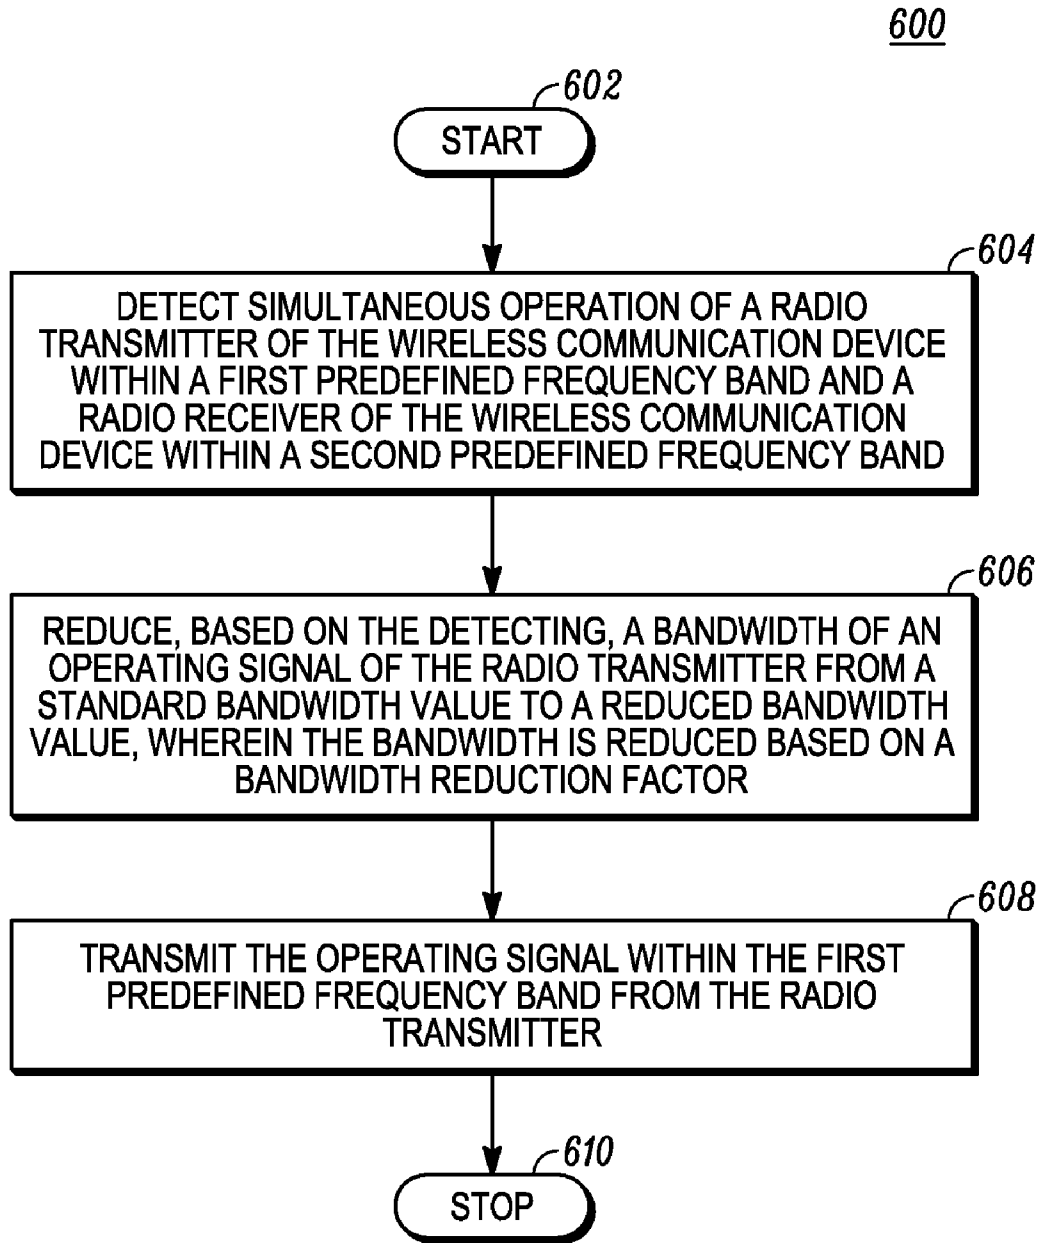 600
602
START
604
DETECT SIMULTANEOUS OPERATION OF A RADIO
TRANSMITTER OF THE WIRELESS COMMUNICATION DEVICE
WITHIN A FIRST PREDEFINED FREQUENCY BAND AND A
RADIO RECEIVER OF THE WIRELESS COMMUNICATION
DEVICE WITHIN A SECOND PREDEFINED FREQUENCY BAND
606
REDUCE, BASED ON THE DETECTING, A BANDWIDTH OF AN
OPERATING SIGNAL OF THE RADIO TRANSMITTER FROM A
STANDARD BANDWIDTH VALUE TO A REDUCED BANDWIDTH
VALUE, WHEREIN THE BANDWIDTH IS REDUCED BASED ON A
BANDWIDTH REDUCTION FACTOR
608
TRANSMIT THE OPERATING SIGNAL WITHIN THE FIRST
PREDEFINED FREQUENCY BAND FROM THE RADIO
TRANSMITTER
610
STOP